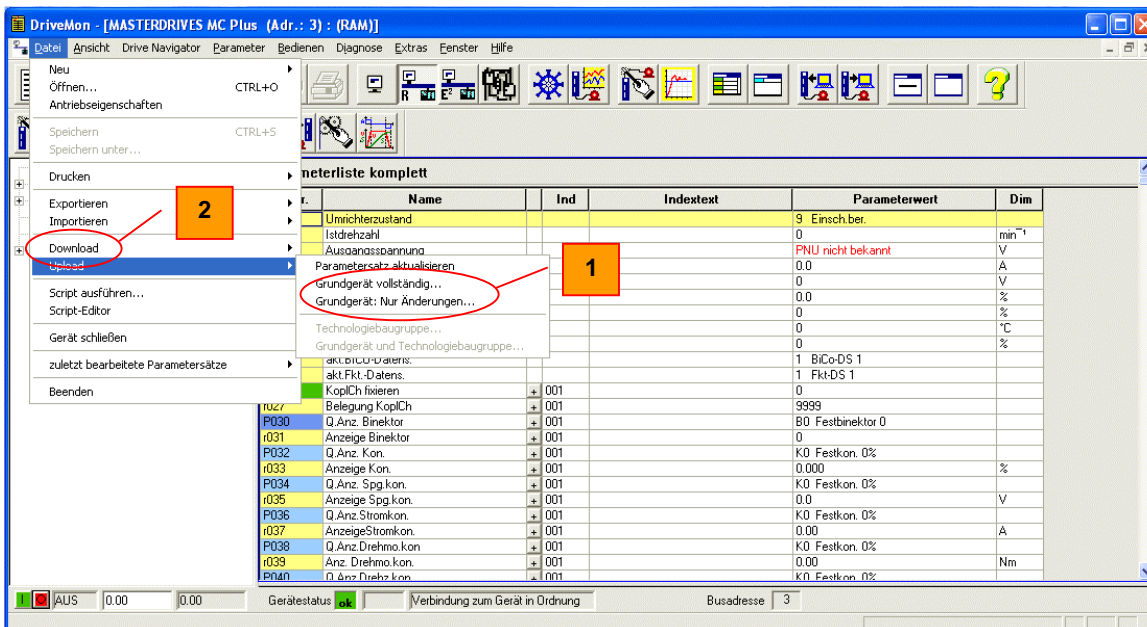 DriveMon - [MASTERDRIVES MC Plus (Adr.: 3) : (RAM)]
Datei Ansicht Drive Navigator Parameter Bedienen Diagnose Extras Fenster Hilfe
Neu
Öffnen... CTRL+O
Antriebseigenschaften
Speichern CTRL+S
Speichern unter...
Drucken
Exportieren
Importieren
Download
Upload
Script ausführen...
Script-Editor
Gerät schließen
zuletzt bearbeitete Parametersätze
Beenden
2
Parametersatz aktualisieren
Grundgerät vollständig...
Grundgerät: Nur Änderungen...
Technologiebaugruppe...
Grundgerät und Technologiebaugruppe...
1
R E²
meterliste komplett
r. Name Ind Indextext Parameterwert Dim
Umrichterzustand 9 Einsch.ber.
Istdrehzahl 0 min⁻¹
Ausgangsspannung PNU nicht bekannt V
0.0 A
0 V
0.0 %
0 %
0 °C
0 %
akt.BICO-Datens. 1 BiCo-DS 1
akt.Fkt.-Datens. 1 Fkt-DS 1
KoplCh fixieren + 001 0
r027 Belegung KoplCh + 001 9999
P030 Q.Anz. Binektor + 001 B0 Festbinektor 0
r031 Anzeige Binektor + 001 0
P032 Q.Anz. Kon. + 001 K0 Festkon. 0%
r033 Anzeige Kon. + 001 0.000 %
P034 Q.Anz. Spg.kon. + 001 K0 Festkon. 0%
r035 Anzeige Spg.kon. + 001 0.0 V
P036 Q.Anz.Stromkon. + 001 K0 Festkon. 0%
r037 AnzeigeStromkon. + 001 0.00 A
P038 Q.Anz.Drehmo.kon + 001 K0 Festkon. 0%
r039 Anz. Drehmo.kon. + 001 0.00 Nm
P040 Q.Anz.Drehz.kon + 001 K0 Festkon. 0%
AUS 0.00 0.00 Gerätestatus ok Verbindung zum Gerät in Ordnung Busadresse 3